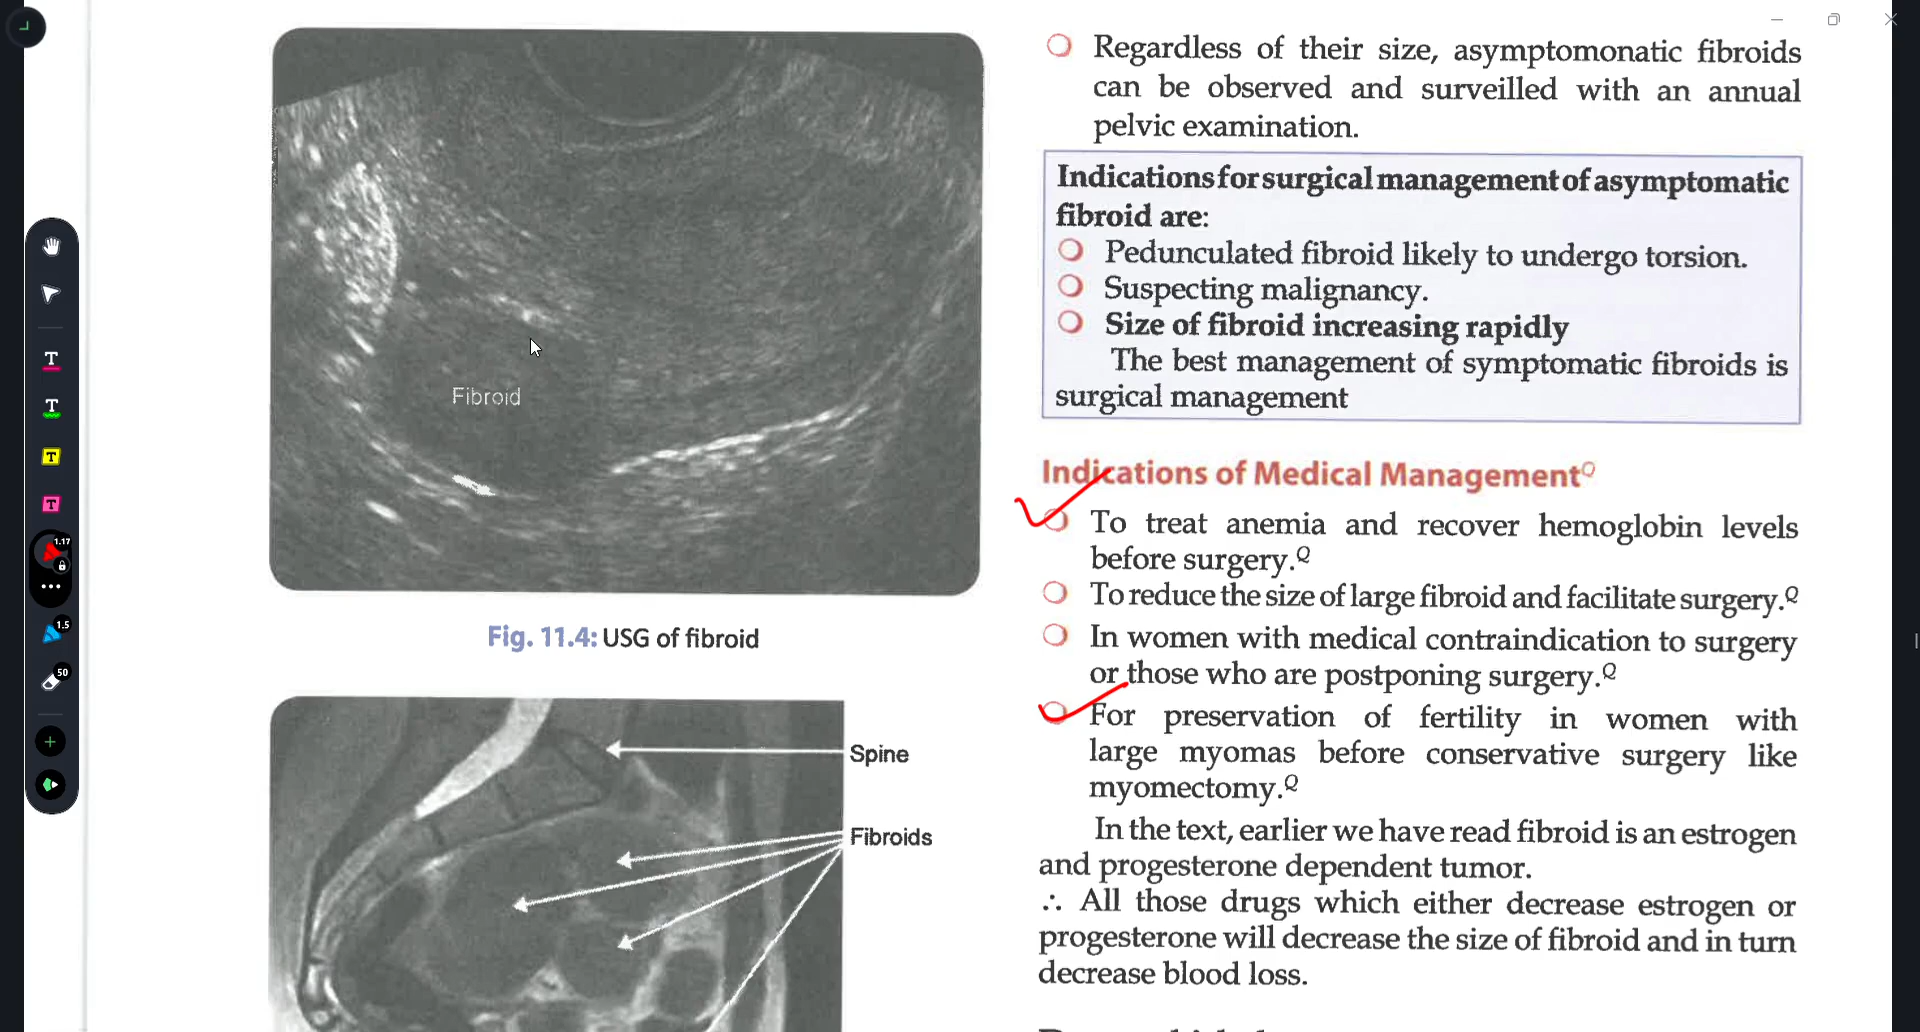 Fibroid
Fig. 11.4: USG of fibroid
Spine
Fibroids
Regardless of their size, asymptomonatic fibroids
can be observed and surveilled with an annual
pelvic examination.
Indications for surgical management of asymptomatic
fibroid are:
Pedunculated fibroid likely to undergo torsion.
Suspecting malignancy.
Size of fibroid increasing rapidly
The best management of symptomatic fibroids is
surgical management
Indications of Medical ManagementQ
To treat anemia and recover hemoglobin levels
before surgery.Q
To reduce the size of large fibroid and facilitate surgery.Q
In women with medical contraindication to surgery
or those who are postponing surgery.Q
For preservation of fertility in women with
large myomas before conservative surgery like
myomectomy.Q
In the text, earlier we have read fibroid is an estrogen
and progesterone dependent tumor.
∴ All those drugs which either decrease estrogen or
progesterone will decrease the size of fibroid and in turn
decrease blood loss.
T
T
T
T
1.17
1.5
50